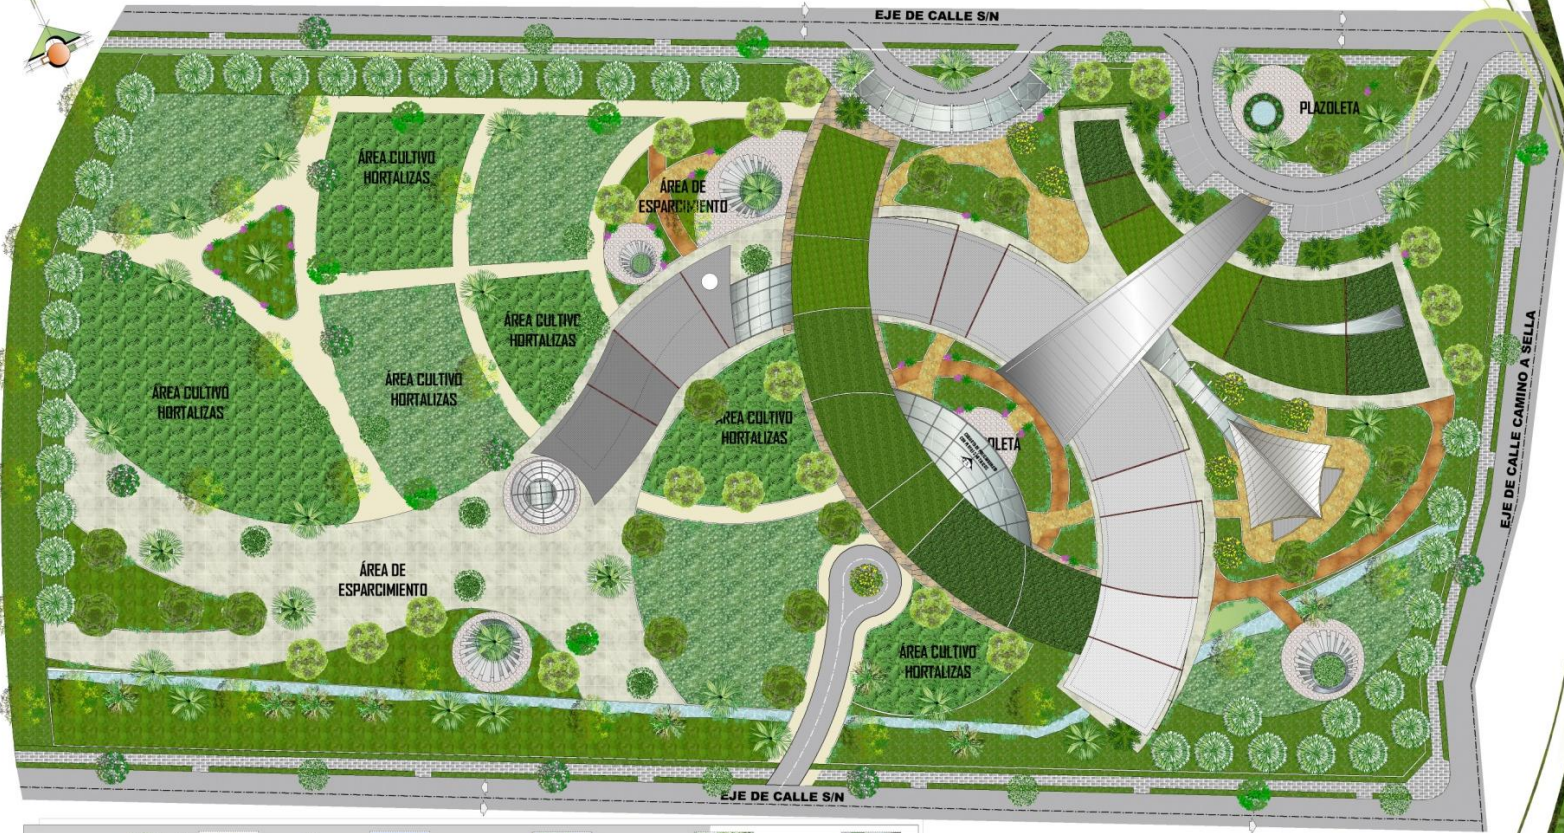 EJE DE CALLE S/N
PLAZOLETA
ÁREA CULTIVO
HORTALIZAS
ÁREA DE
ESPARCIMIENTO
ÁREA CULTIVO
HORTALIZAS
ÁREA CULTIVO
HORTALIZAS
ÁREA CULTIVO
HORTALIZAS
ÁREA CULTIVO
HORTALIZAS
OLETA
EJE DE CALLE CAMINO A SELLA
ÁREA DE
ESPARCIMIENTO
ÁREA CULTIVO
HORTALIZAS
EJE DE CALLE S/N